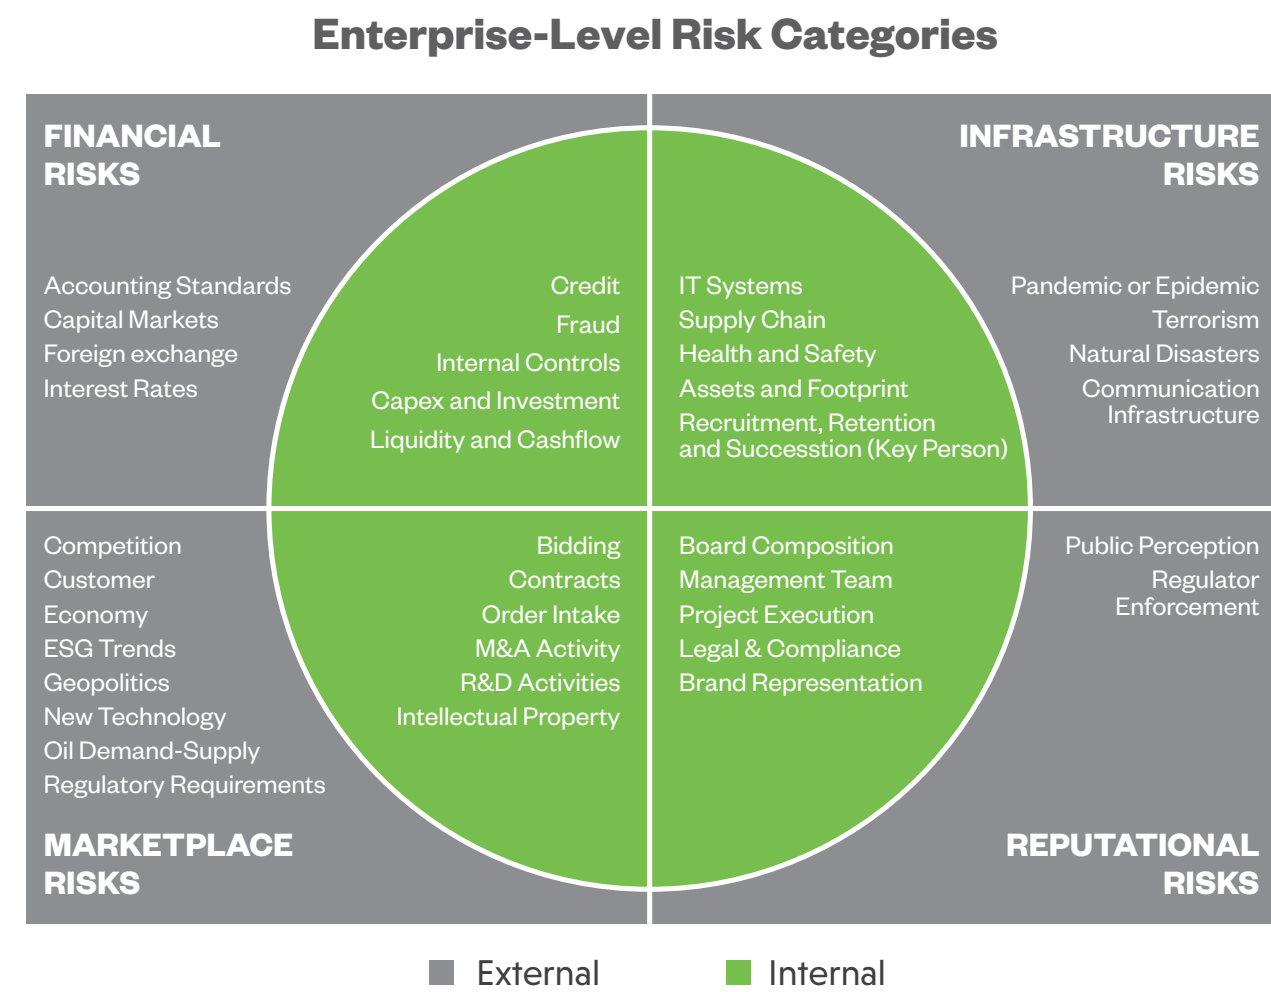 Enterprise-Level Risk Categories
FINANCIAL
RISKS
Accounting Standards
Capital Markets
Foreign exchange
Interest Rates
Credit
Fraud
Internal Controls
Capex and Investment
Liquidity and Cashflow
INFRASTRUCTURE
RISKS
IT Systems
Supply Chain
Health and Safety
Assets and Footprint
Recruitment, Retention
and Successtion (Key Person)
Pandemic or Epidemic
Terrorism
Natural Disasters
Communication
Infrastructure
Competition
Customer
Economy
ESG Trends
Geopolitics
New Technology
Oil Demand-Supply
Regulatory Requirements
MARKETPLACE
RISKS
Bidding
Contracts
Order Intake
M&A Activity
R&D Activities
Intellectual Property
Board Composition
Management Team
Project Execution
Legal & Compliance
Brand Representation
Public Perception
Regulator
Enforcement
REPUTATIONAL
RISKS
External
Internal